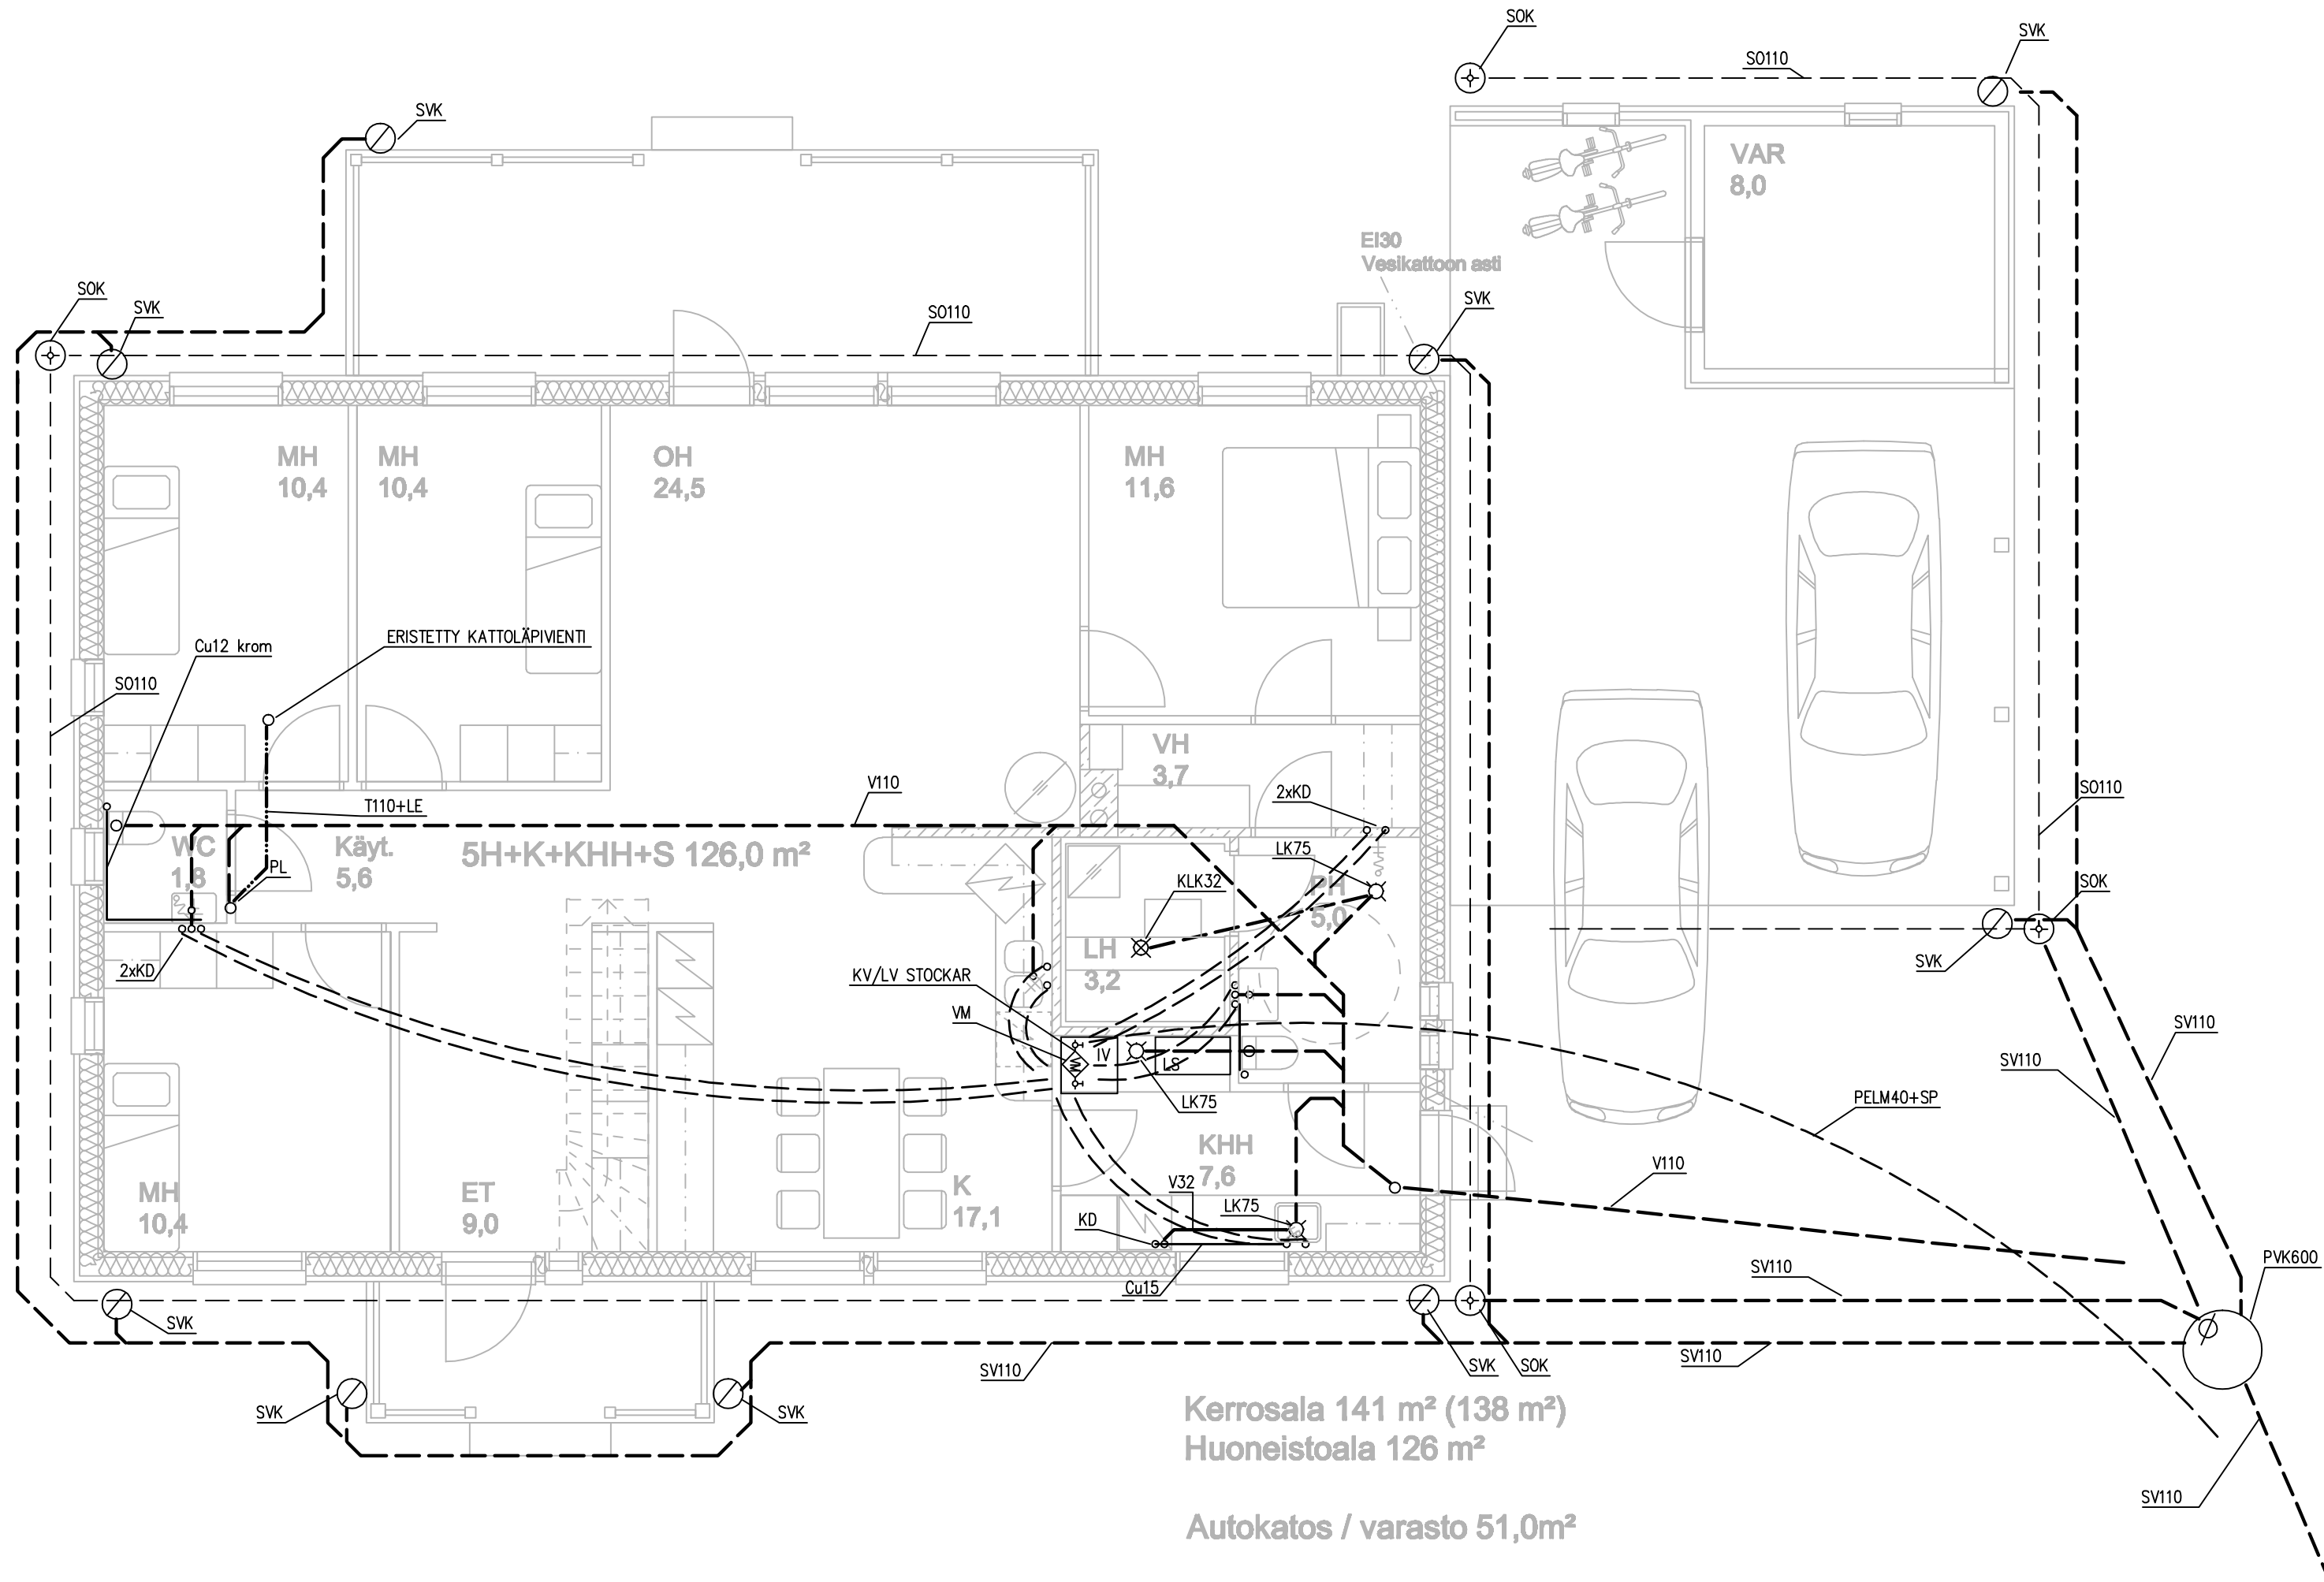 SOK
SVK
SO110
SVK
VAR
8,0
EI30
Vesikattoon asti
SOK
SVK
SO110
SVK
MH
10,4
MH
10,4
OH
24,5
MH
11,6
ERISTETTY KATTOLÄPIVIENTI
Cu12 krom
SO110
VH
3,7
V110
2xKD
SO110
T110+LE
WC
1,8
Käyt.
5,6
5H+K+KHH+S 126,0 m²
PL
LK75
KLK32
PH
5,0
SOK
2xKD
LH
3,2
KV/LV STOCKAR
SVK
VM
IV
VM
LS
SV110
SV110
LK75
PELM40+SP
KHH
7,6
V110
MH
10,4
ET
9,0
K
17,1
V32
LK75
KD
Cu15
SV110
PVK600
SVK
SV110
SV110
SVK
SOK
SVK
SVK
Kerrosala 141 m² (138 m²)
Huoneistoala 126 m²
SV110
Autokatos / varasto 51,0m²